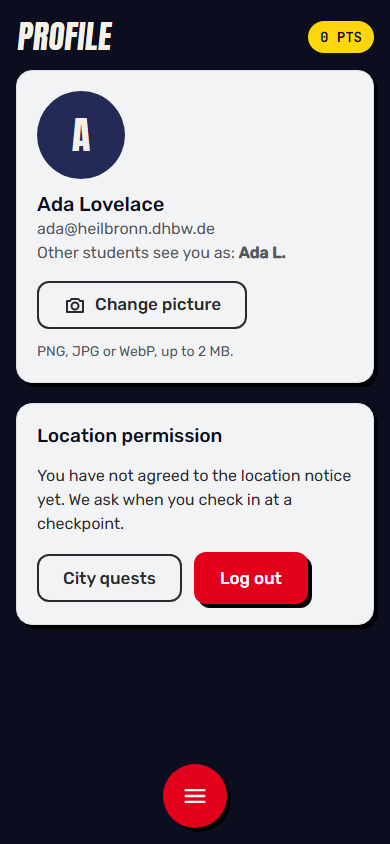 PROFILE
0 PTS
A
Ada Lovelace
ada@heilbronn.dhbw.de
Other students see you as: Ada L.
Change picture
PNG, JPG or WebP, up to 2 MB.
Location permission
You have not agreed to the location notice
yet. We ask when you check in at a
checkpoint.
City quests
Log out